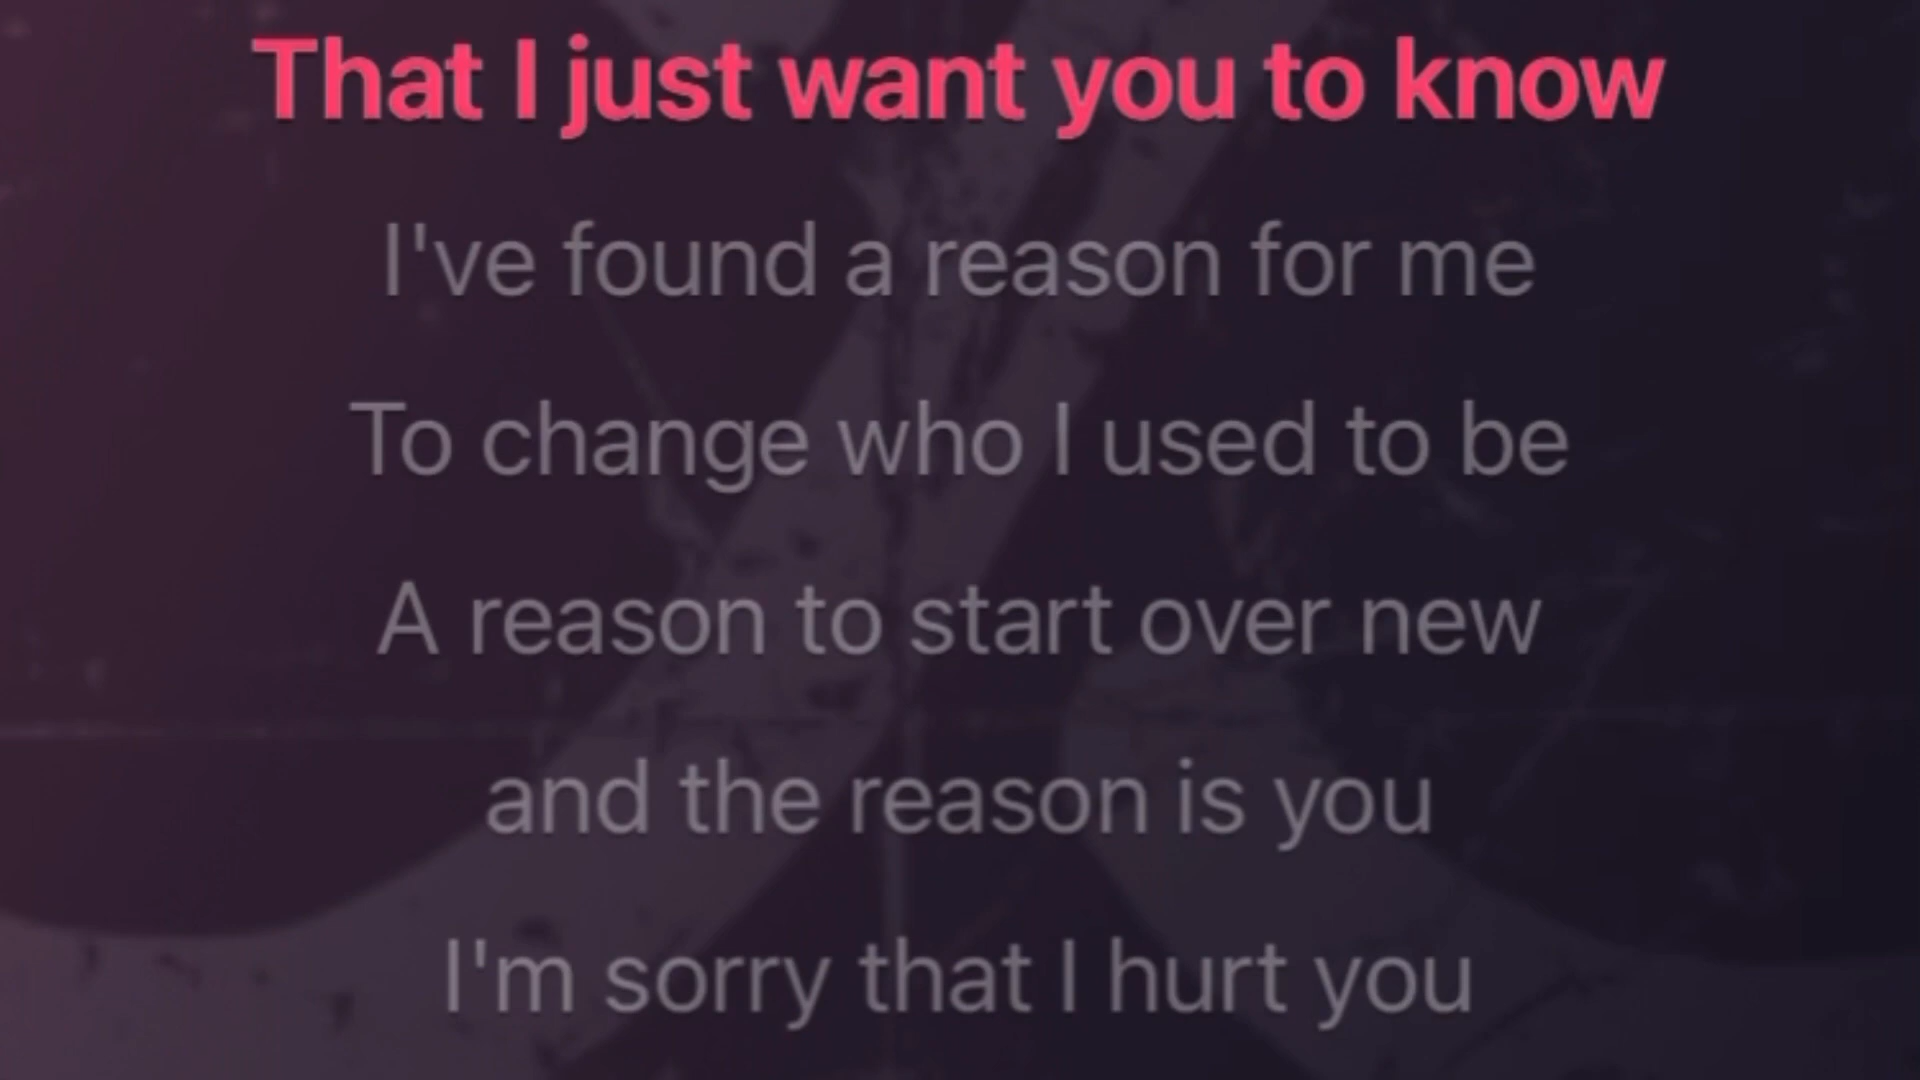 That I just want you to know
I've found a reason for me
To change who I used to be
A reason to start over new
and the reason is you
I'm sorry that I hurt you